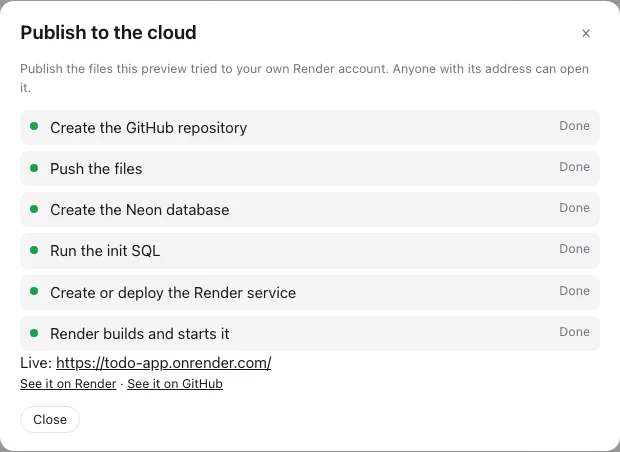 Publish to the cloud
×
Publish the files this preview tried to your own Render account. Anyone with its address can open
it.
Create the GitHub repository Done
Push the files Done
Create the Neon database Done
Run the init SQL Done
Create or deploy the Render service Done
Render builds and starts it Done
Live: https://todo-app.onrender.com/
See it on Render · See it on GitHub
Close